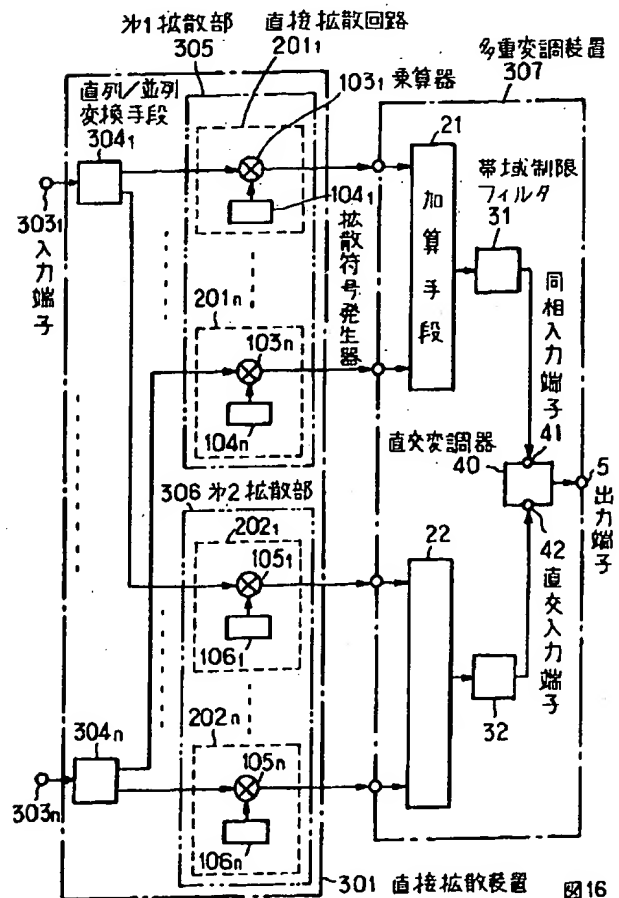 第1拡散部
305
直接拡散回路
201₁
多重変調装置
307
直列/並列
変換手段
304₁
103₁ 乗算器
21
加算手段
帯域制限
フィルタ
31
303₁
入力端子
104₁
拡散符号発生器
同相入力端子
201n
103n
104n
直交変調器
40
41
5
出力端子
42
直交入力端子
306 第2拡散部
202₁
105₁
106₁
22
32
202n
304n
303n
105n
106n
301 直接拡散装置
図16